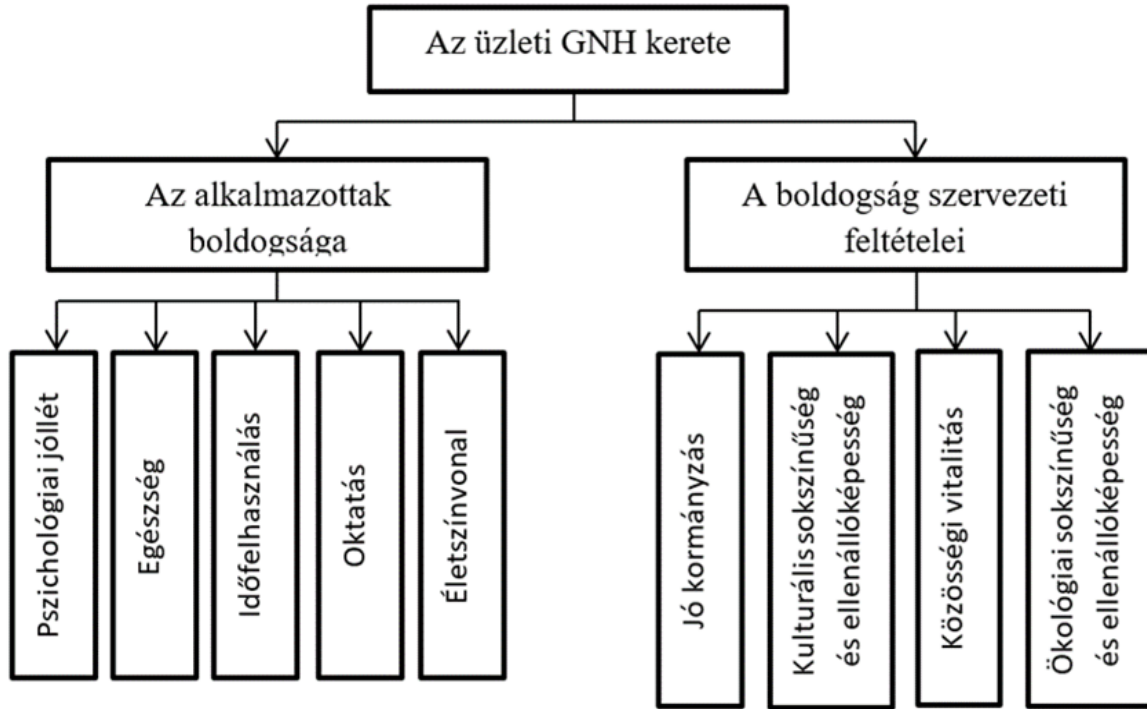 Az üzleti GNH kerete
Az alkalmazottak
boldogsága
A boldogság szervezeti
feltételei
Pszichológiai jóllét
Egészség
Időfelhasználás
Oktatás
Életszínvonal
Jó kormányzás
Kulturális sokszínűség
és ellenállóképesség
Közösségi vitalitás
Ökológiai sokszínűség
és ellenállóképesség